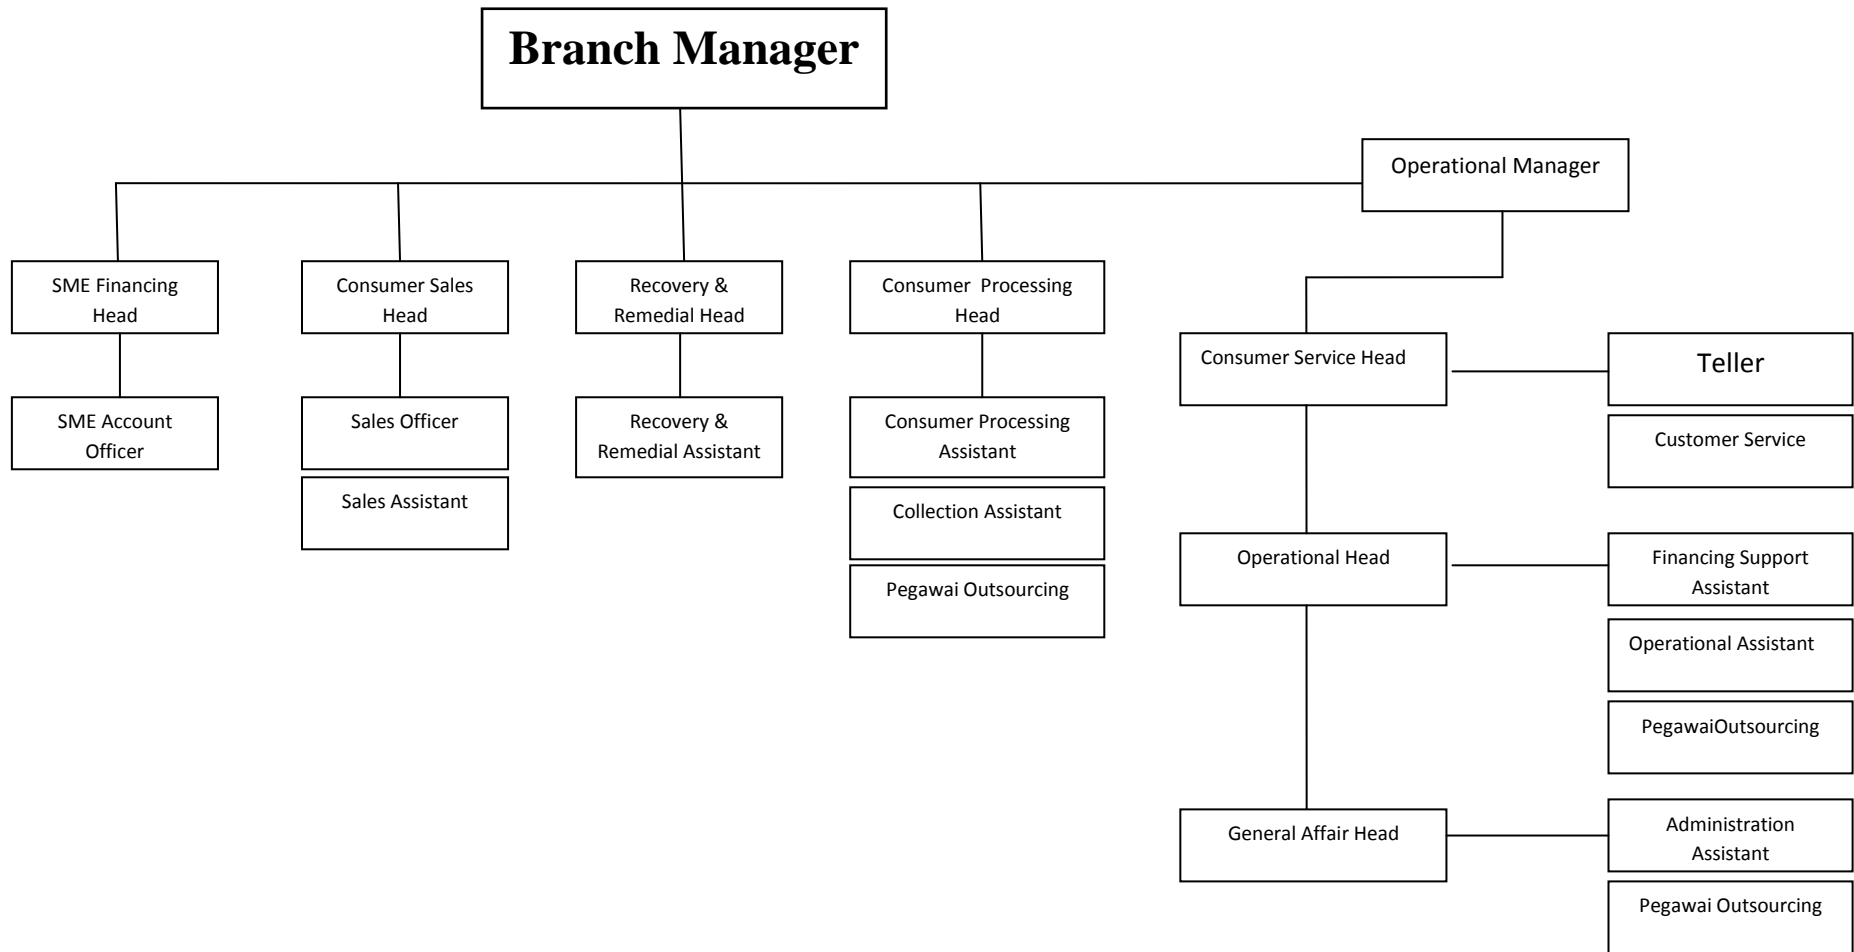 Branch Manager
Operational Manager
SME Financing
Head
Consumer Sales
Head
Recovery &
Remedial Head
Consumer Processing
Head
SME Account
Officer
Sales Officer
Sales Assistant
Recovery &
Remedial Assistant
Consumer Processing
Assistant
Collection Assistant
Pegawai Outsourcing
Consumer Service Head
Teller
Customer Service
Operational Head
Financing Support
Assistant
Operational Assistant
PegawaiOutsourcing
General Affair Head
Administration
Assistant
Pegawai Outsourcing